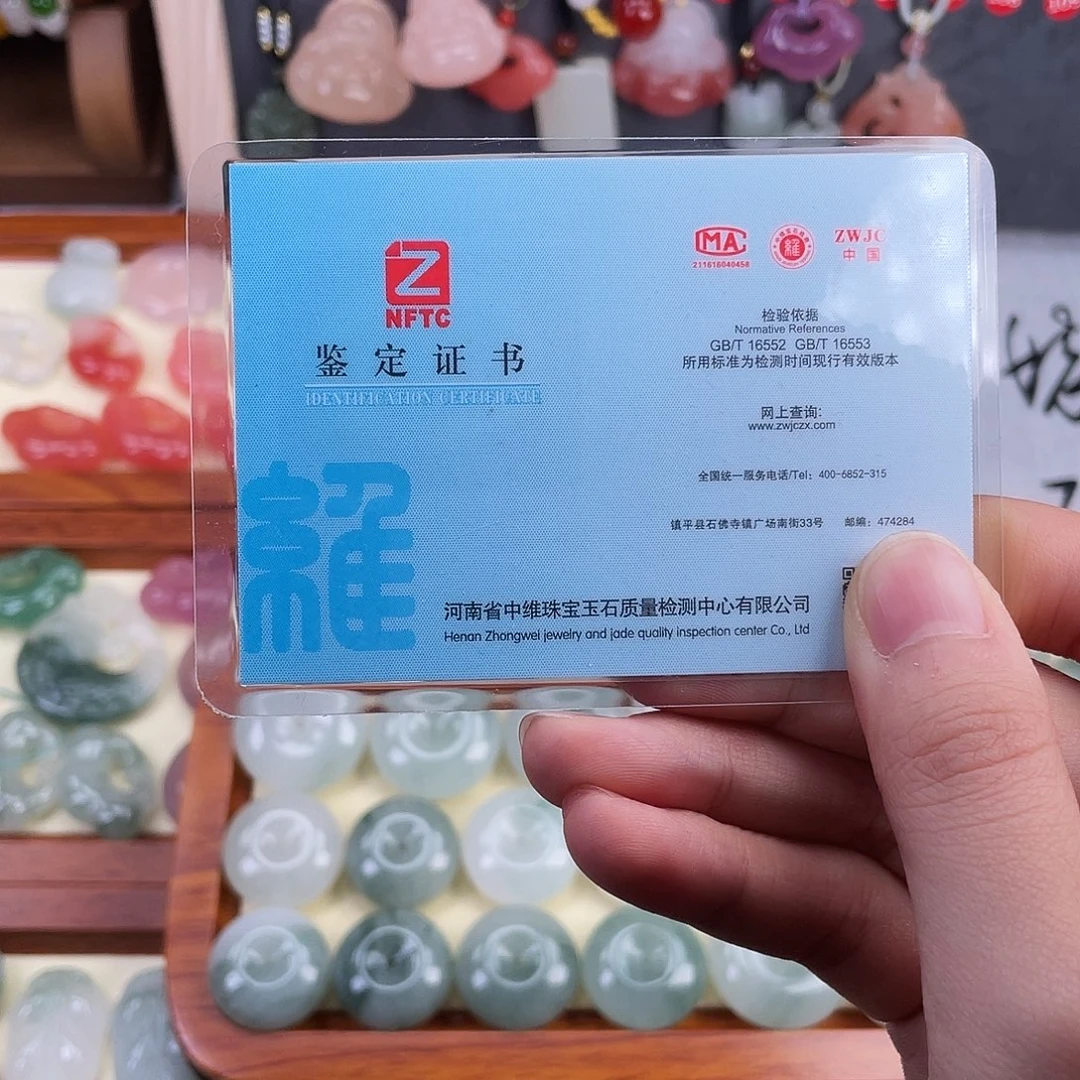 NFTC
鉴定证书
IDENTIFICATION CERTIFICATE
MA
211616040458
ZWJC
中国
检验依据
Normative References
GB/T 16552 GB/T 16553
所用标准为检测时间现行有效版本
网上查询:
www.zwjczx.com
全国统一服务电话/Tel: 400-6852-315
镇平县石佛寺镇广场南街33号 邮编: 474284
河南省中维珠宝玉石质量检测中心有限公司
Henan Zhongwei jewelry and jade quality inspection center Co., Ltd